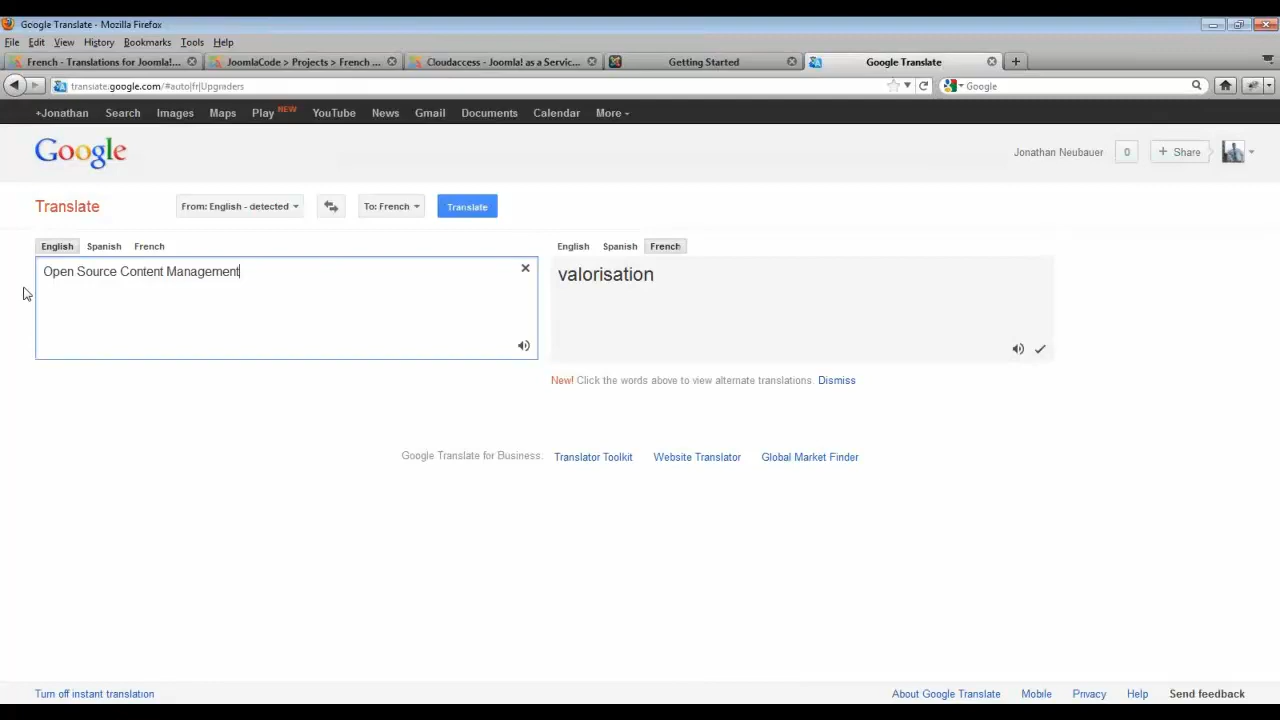 Google Translate - Mozilla Firefox
File Edit View History Bookmarks Tools Help
French - Translations for Joomla!... JoomlaCode > Projects > French ... Cloudaccess - Joomla! as a Servic... Getting Started Google Translate
translate.google.com/#auto|fr|Upgraders Google
+Jonathan Search Images Maps Play NEW YouTube News Gmail Documents Calendar More
Google Jonathan Neubauer 0 + Share
Translate From: English - detected To: French Translate
English Spanish French English Spanish French
Open Source Content Management valorisation
New! Click the words above to view alternate translations. Dismiss
Google Translate for Business: Translator Toolkit Website Translator Global Market Finder
Turn off instant translation About Google Translate Mobile Privacy Help Send feedback